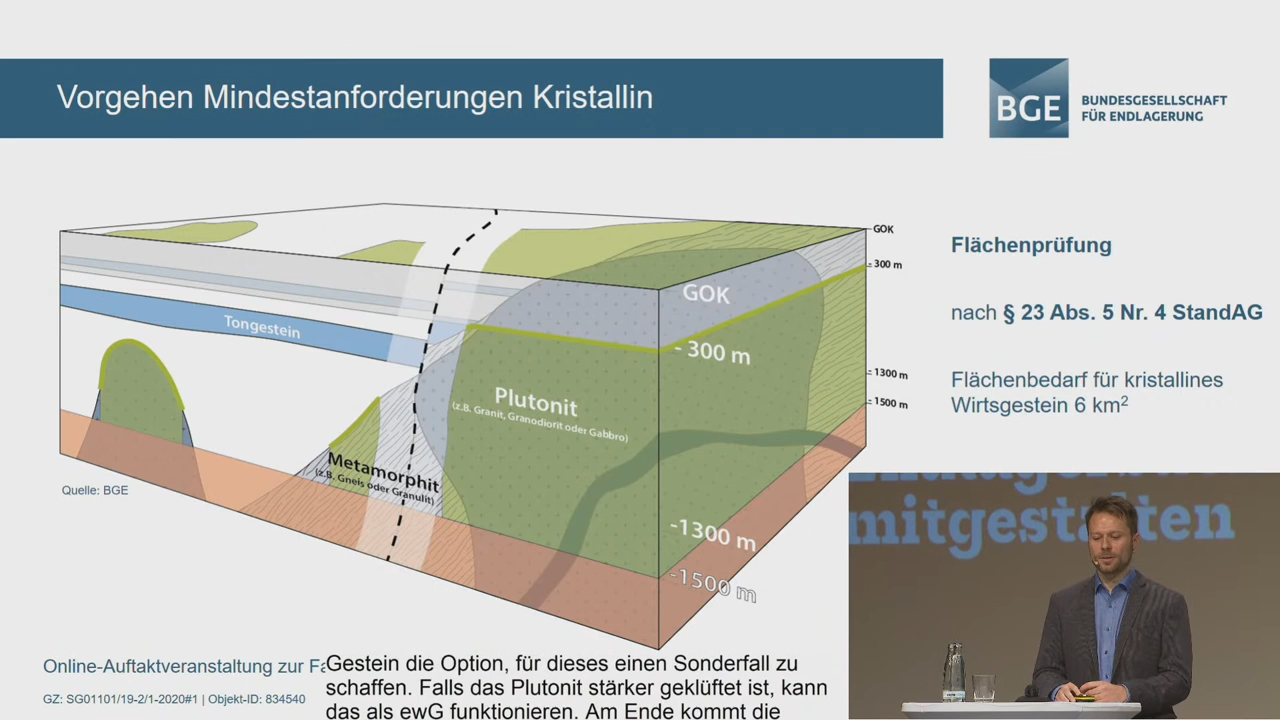 Vorgehen Mindestanforderungen Kristallin
BGE
BUNDESGESELLSCHAFT
FÜR ENDLAGERUNG
GOK
300 m
1300 m
1500 m
GOK
- 300 m
Tongestein
Plutonit
(z.B. Granit, Granodiorit oder Gabbro)
Metamorphit
(z.B. Gneis oder Granulit)
-1300 m
-1500 m
Quelle: BGE
Flächenprüfung
nach § 23 Abs. 5 Nr. 4 StandAG
Flächenbedarf für kristallines
Wirtsgestein 6 km²
mitgestalten
Online-Auftaktveranstaltung zur Fa
GZ: SG01101/19-2/1-2020#1 | Objekt-ID: 834540
Gestein die Option, für dieses einen Sonderfall zu
schaffen. Falls das Plutonit stärker geklüftet ist, kann
das als ewG funktionieren. Am Ende kommt die